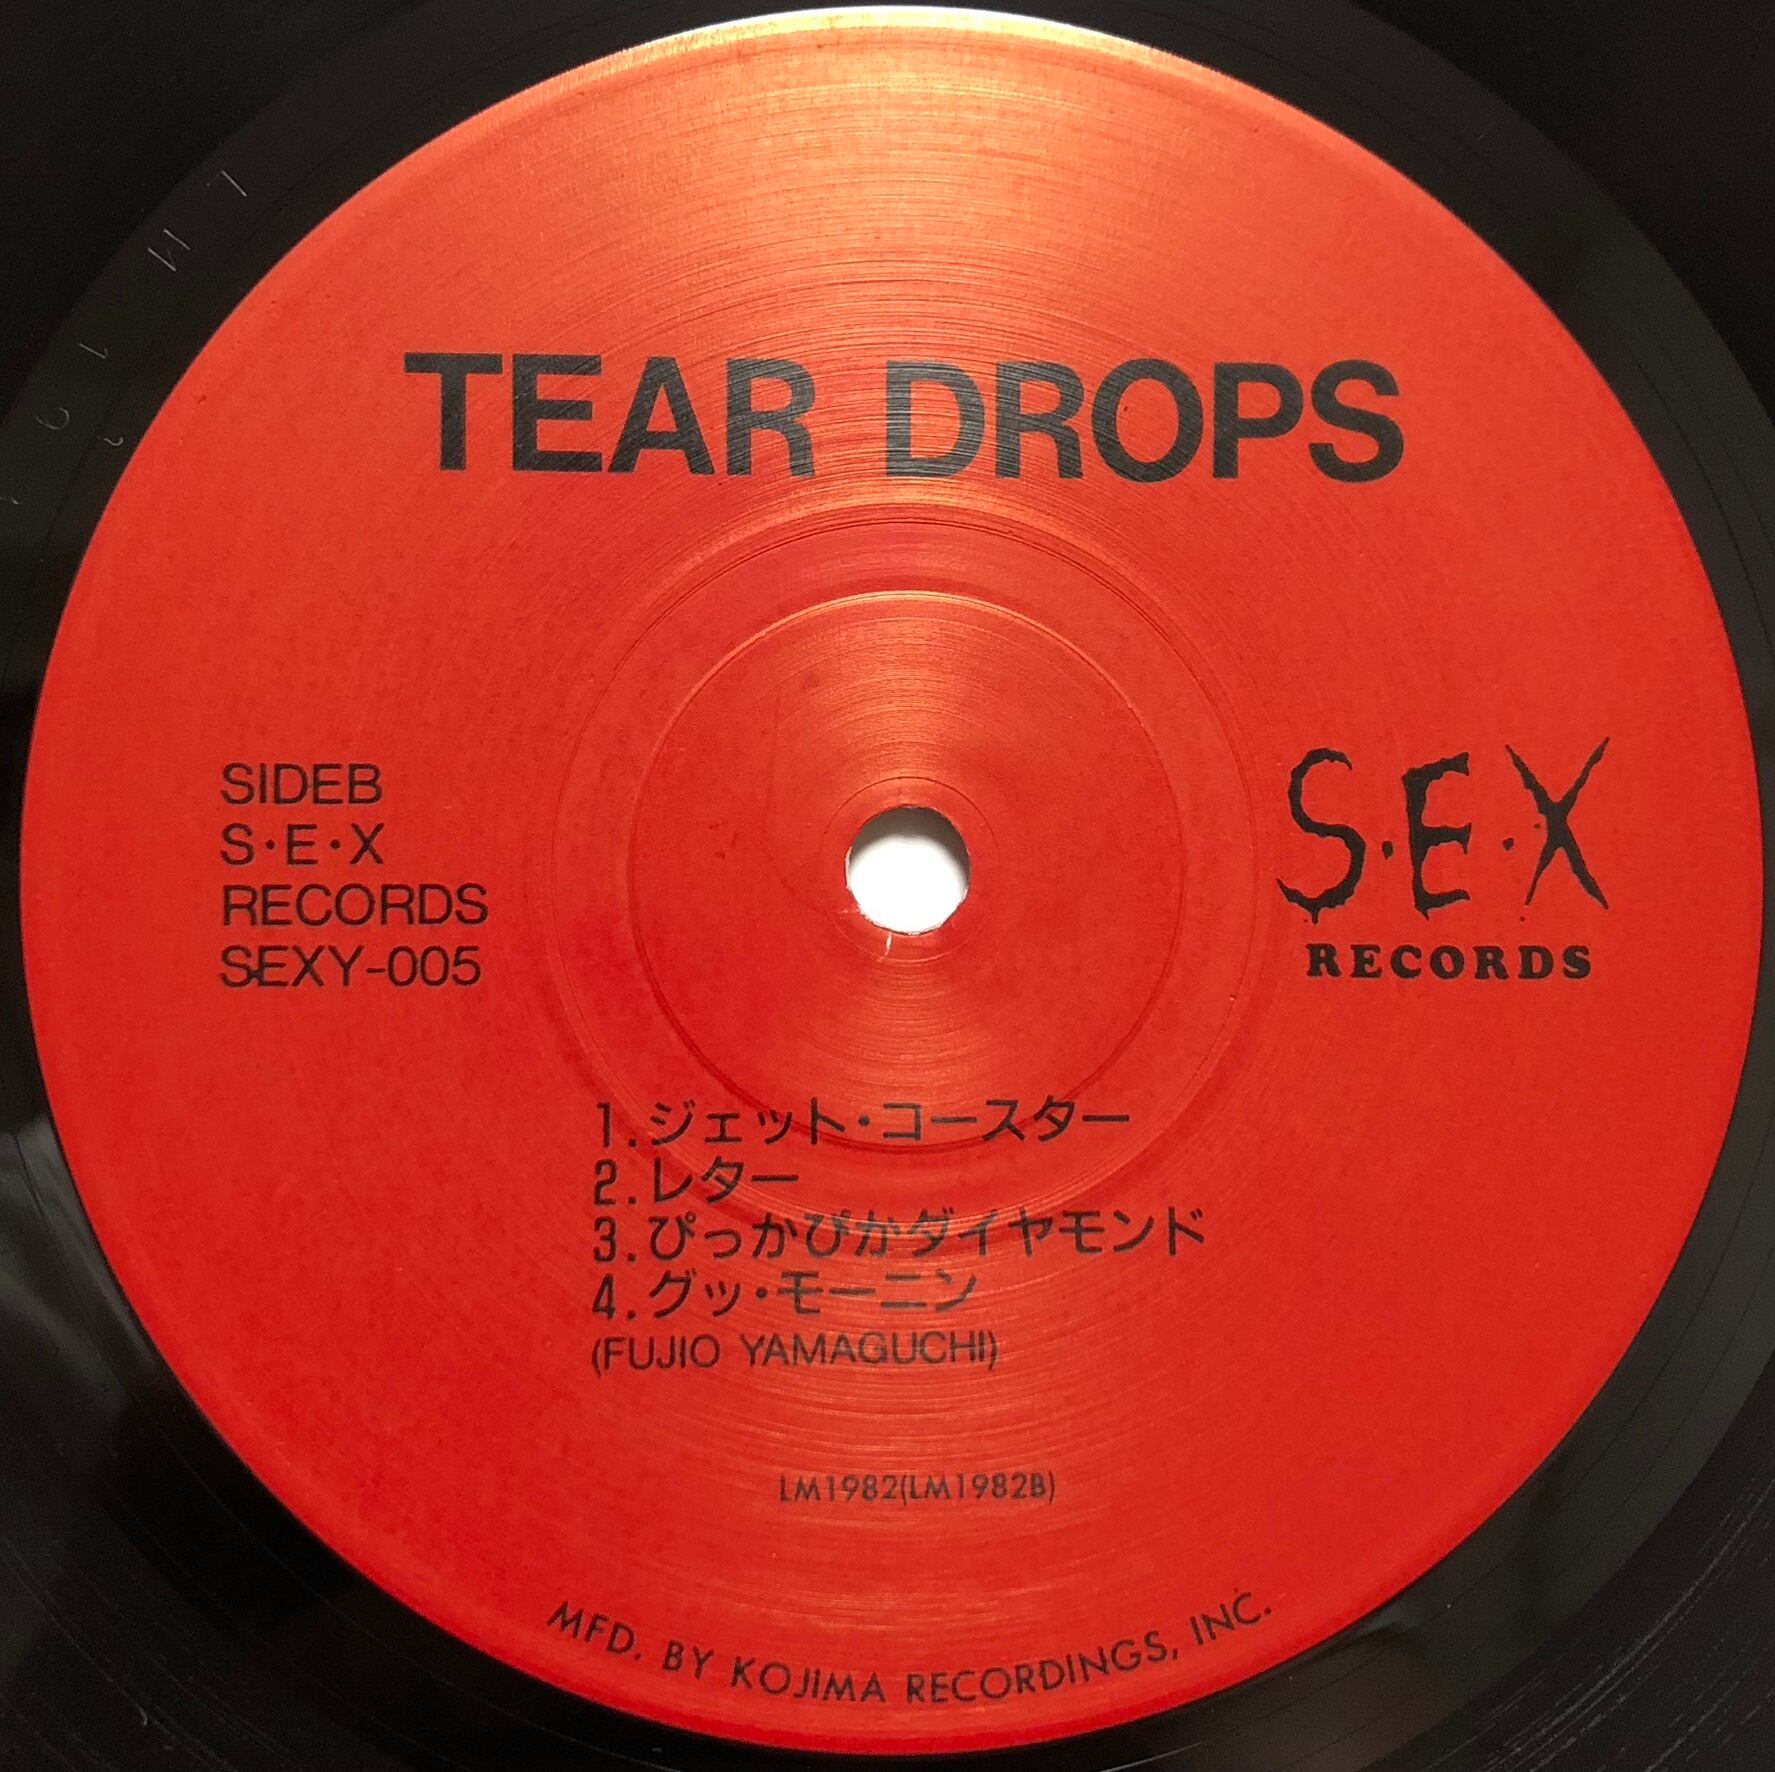 TEAR DROPS
SIDEB
S·E·X
RECORDS
SEXY-005
S·E·X
RECORDS
1.ジェット・コースター
2.レター
3.ぴっかぴかダイヤモンド
4.グッ・モーニン
(FUJIO YAMAGUCHI)
LM1982(LM1982B)
MFD. BY KOJIMA RECORDINGS, INC.